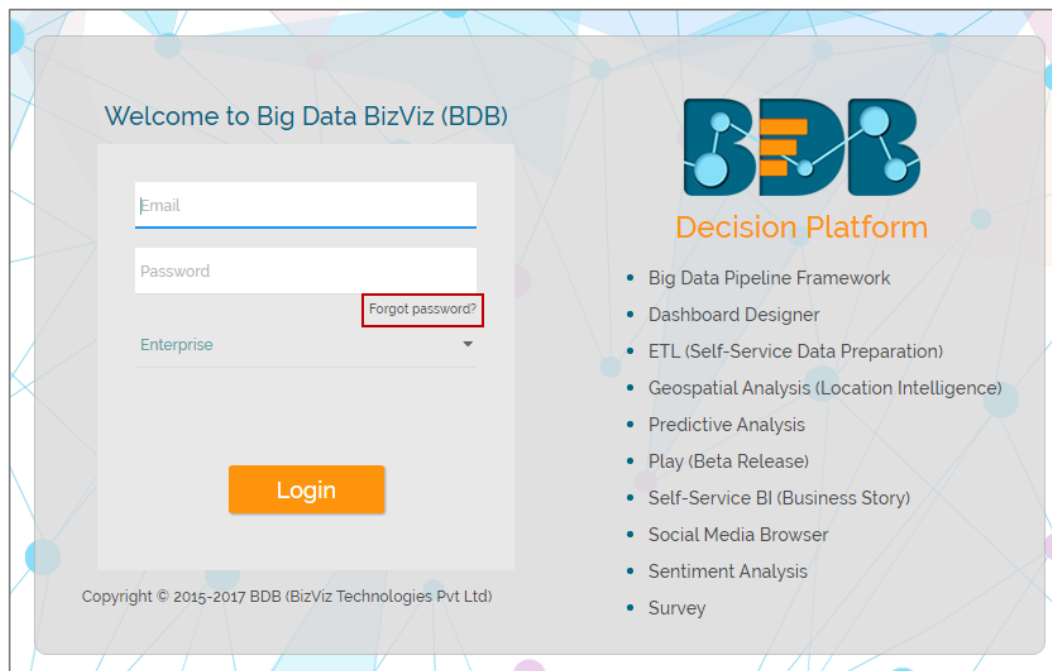 Welcome to Big Data BizViz (BDB)
Email
Password
Forgot password?
Enterprise
Login
Copyright © 2015-2017 BDB (BizViz Technologies Pvt Ltd)
BDB
Decision Platform
Big Data Pipeline Framework
Dashboard Designer
ETL (Self-Service Data Preparation)
Geospatial Analysis (Location Intelligence)
Predictive Analysis
Play (Beta Release)
Self-Service BI (Business Story)
Social Media Browser
Sentiment Analysis
Survey